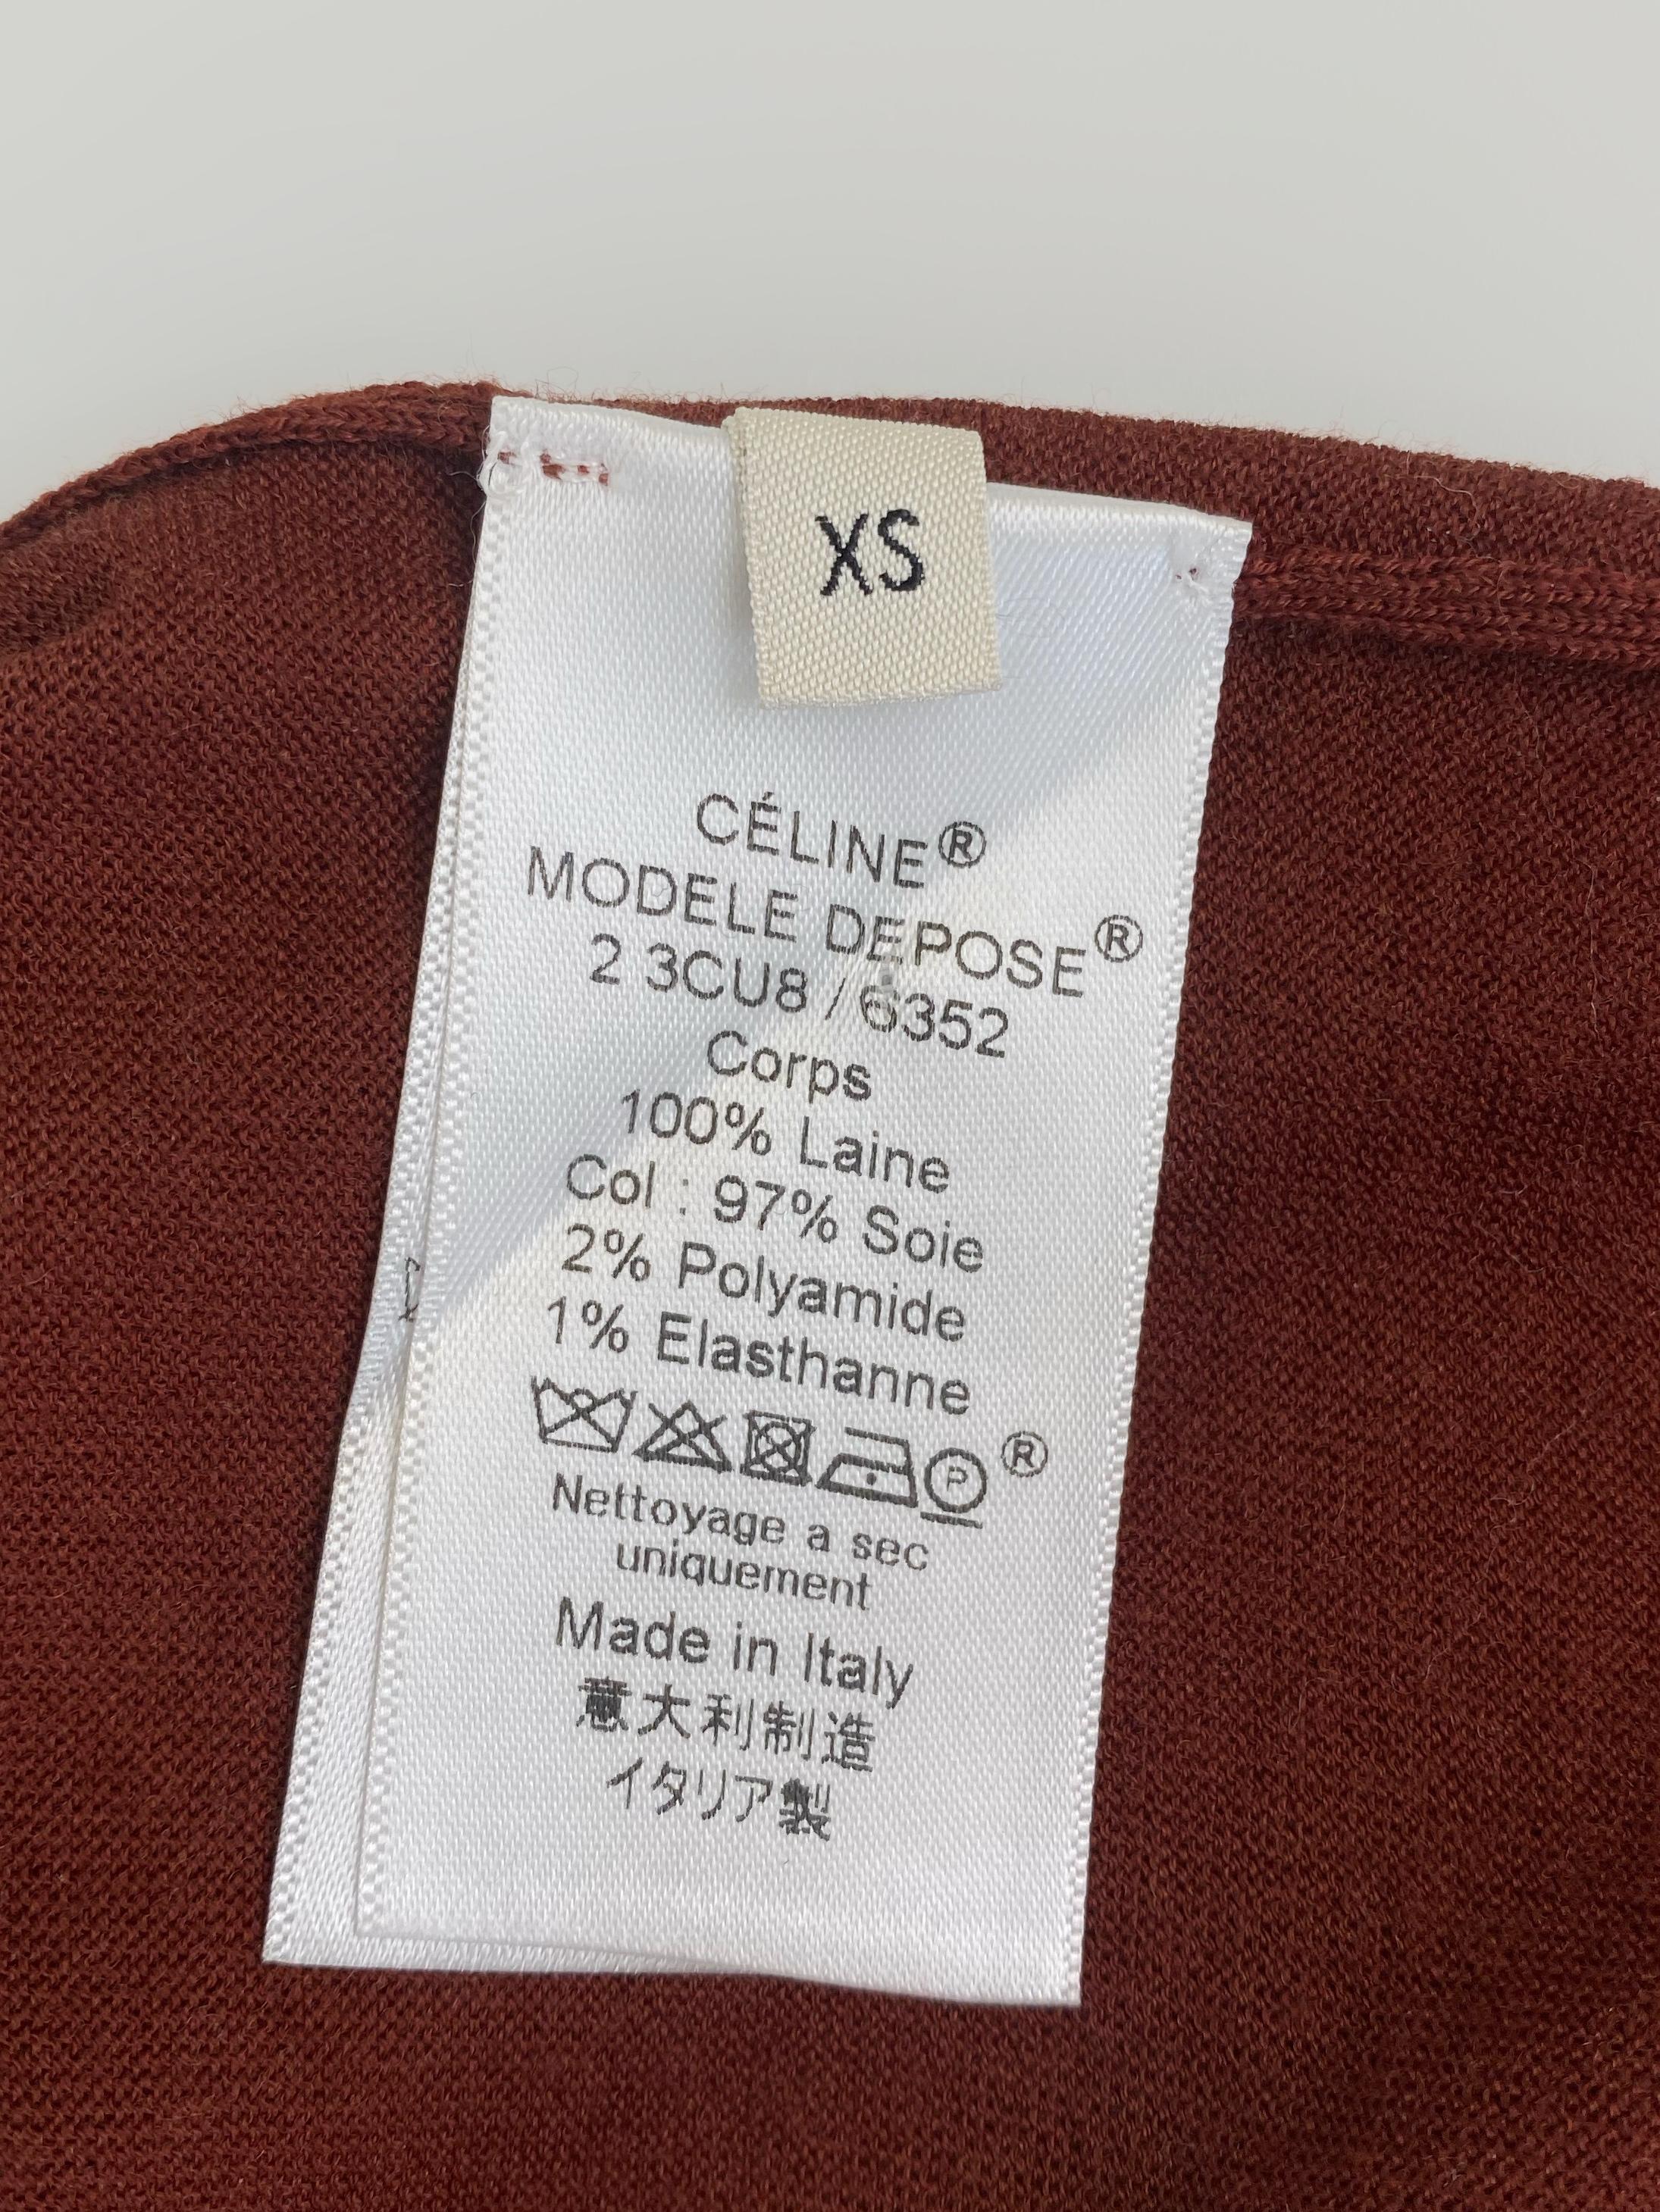 XS
CÉLINE®
MODELE DEPOSE®
2 3CU8 / 6352
Corps
100% Laine
Col : 97% Soie
2% Polyamide
1% Elasthanne
P ®
Nettoyage a sec
uniquement
Made in Italy
意大利制造
イタリア製